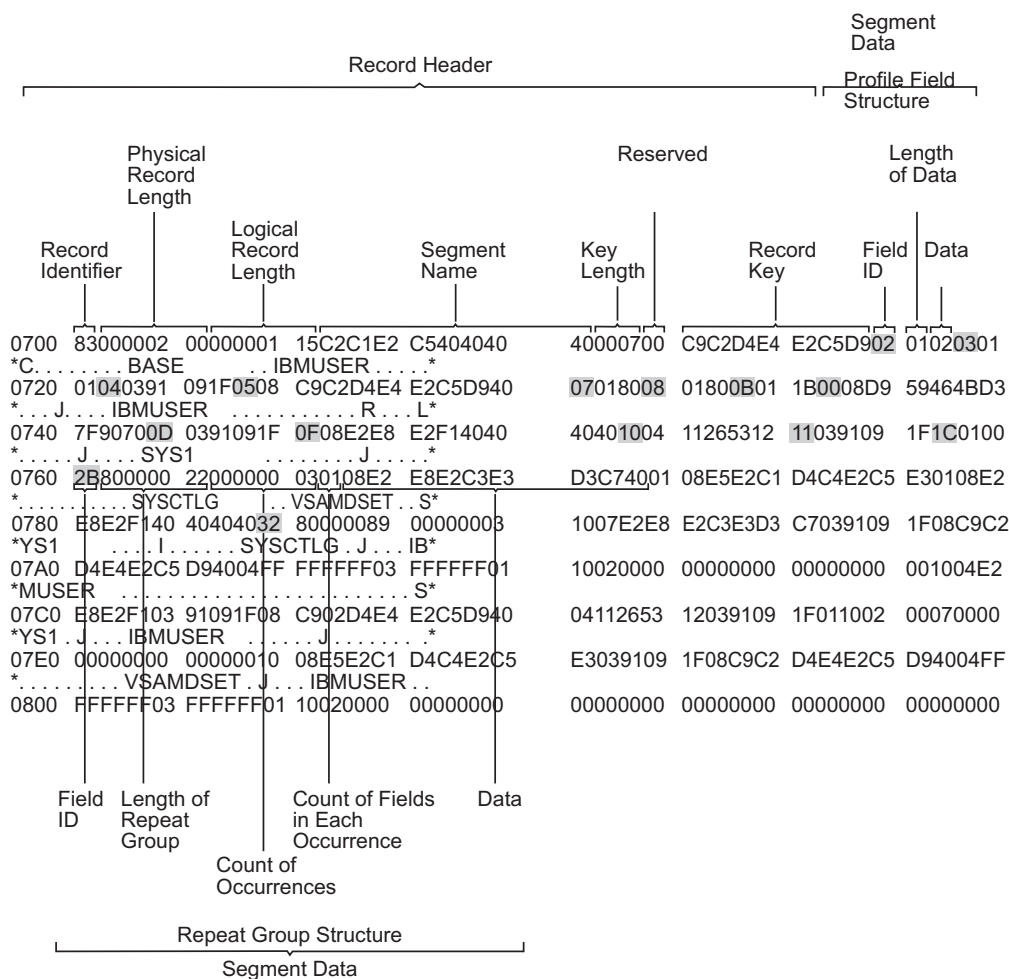 Segment
Data
Record Header
Profile Field
Structure
Physical
Record
Length
Reserved
Length
of Data
Logical
Record
Length
Record
Identifier
Segment
Name
Key
Length
Record
Key
Field
ID
Data
0700 83000002 00000001 15C2C1E2 C5404040 40000700 C9C2D4E4 E2C5D902 01020301
*C. . . . . . . . BASE . . IBMUSER . . . . .*
0720 01040391 091F0508 C9C2D4E4 E2C5D940 07018008 01800B01 1B0008D9 59464BD3
*. . . J. . . . IBMUSER . . . . . . . . . . . R . . L*
0740 7F90700D 0391091F 0F08E2E8 E2F14040 40401004 11265312 11039109 1F1C0100
*. . . . . J . . . . SYS1 . . . . . . . . J. . . . . *
0760 2B800000 22000000 030108E2 E8E2C3E3 D3C74001 08E5E2C1 D4C4E2C5 E30108E2
*. . . . . . . . . . SYSCTLG . . . VSAMDSET . . S*
0780 E8E2F140 40404032 80000089 00000003 1007E2E8 E2C3E3D3 C7039109 1F08C9C2
*YS1 . . . . I . . . . . . SYSCTLG . J . . . IB*
07A0 D4E4E2C5 D94004FF FFFFFF03 FFFFFF01 10020000 00000000 00000000 001004E2
*MUSER . . . . . . . . . . . . . . . . . . . . . . . S*
07C0 E8E2F103 91091F08 C902D4E4 E2C5D940 04112653 12039109 1F011002 00070000
*YS1 . J . . . IBMUSER . . . . . . J . . . . . . . . *
07E0 00000000 00000010 08E5E2C1 D4C4E2C5 E3039109 1F08C9C2 D4E4E2C5 D94004FF
*. . . . . . . . . VSAMDSET . J . . . IBMUSER . .
0800 FFFFFF03 FFFFFF01 10020000 00000000 00000000 00000000 00000000 00000000
Field
ID
Length of
Repeat
Group
Count of Fields
in Each
Occurrence
Data
Count of
Occurrences
Repeat Group Structure
Segment Data